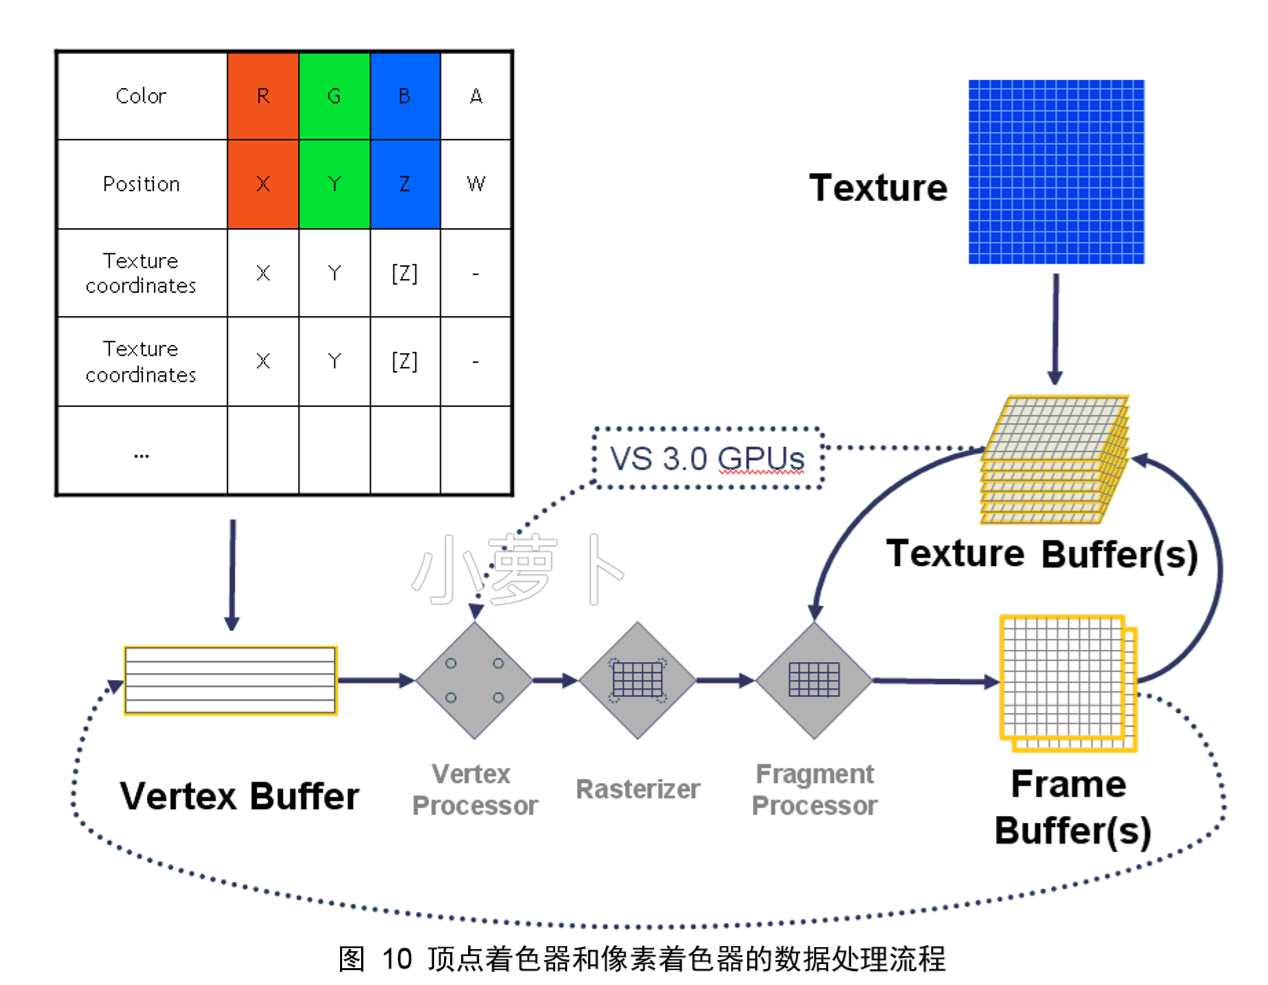 Color R G B A
Position X Y Z W
Texture
coordinates X Y [Z] -
Texture
coordinates X Y [Z] -
...
Texture
VS 3.0 GPUs
Texture Buffer(s)
小萝卜
Vertex Buffer
Vertex
Processor
Rasterizer
Fragment
Processor
Frame
Buffer(s)
图 10 顶点着色器和像素着色器的数据处理流程